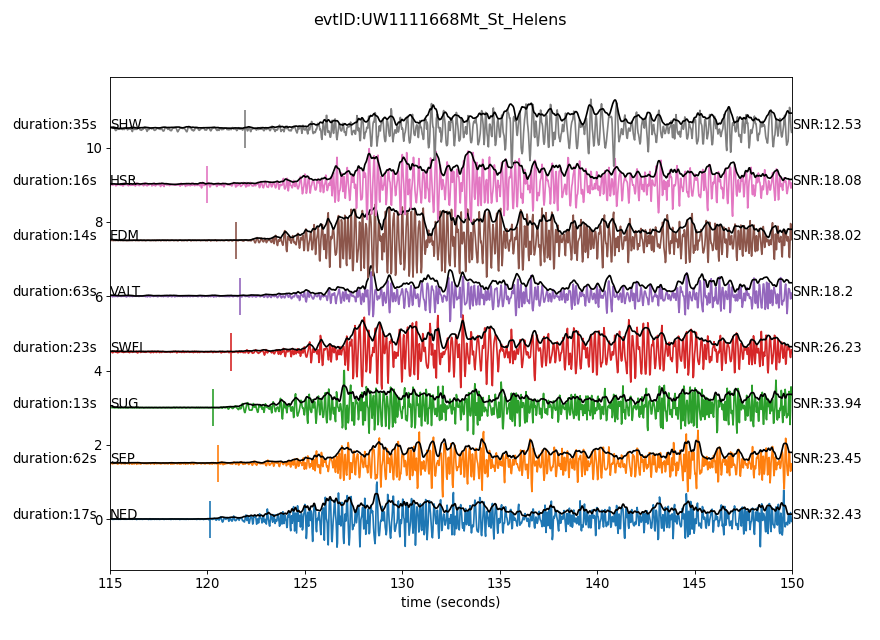 evtID:UW1111668Mt_St_Helens
duration:35s SHW SNR:12.53
10
duration:16s HSR SNR:18.08
8
duration:14s EDM SNR:38.02
duration:63s VALT SNR:18.2
6
duration:23s SWFL SNR:26.23
4
duration:13s SUG SNR:33.94
2
duration:62s SEP SNR:23.45
duration:17s NED SNR:32.43
0
115 120 125 130 135 140 145 150
time (seconds)